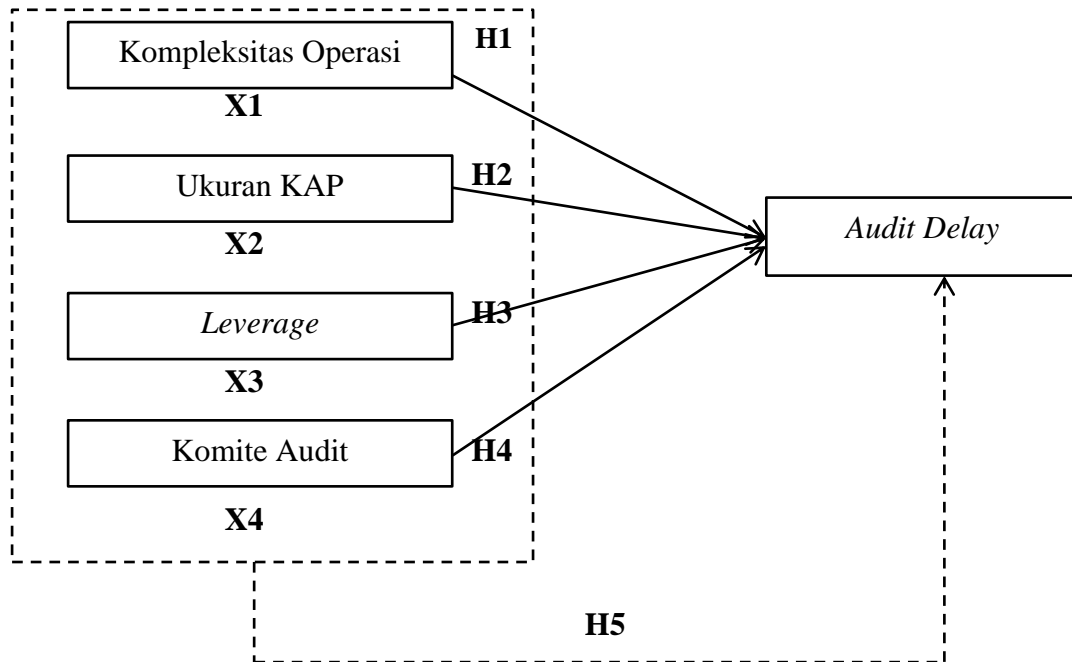 Kompleksitas Operasi
H1
X1
Ukuran KAP
H2
X2
Audit Delay
Leverage
H3
X3
Komite Audit
H4
X4
H5